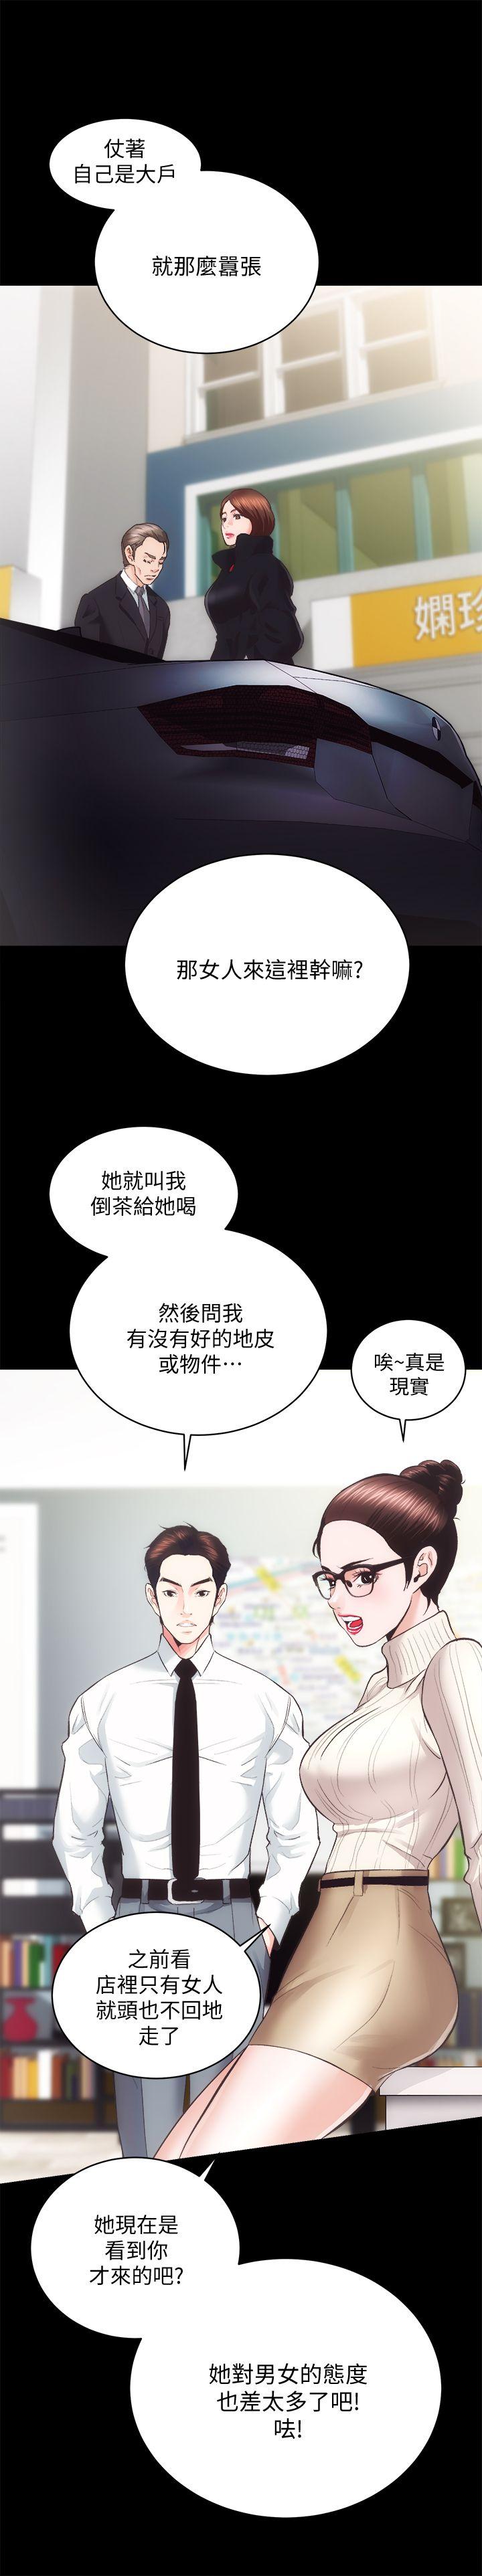 仗著
自己是大戶
就那麼囂張
嫻珍
那女人來這裡幹嘛?
她就叫我
倒茶給她喝
然後問我
有沒有好的地皮
或物件…
唉~真是
現實
之前看
店裡只有女人
就頭也不回地
走了
她現在是
看到你
才來的吧?
她對男女的態度
也差太多了吧!
呿!